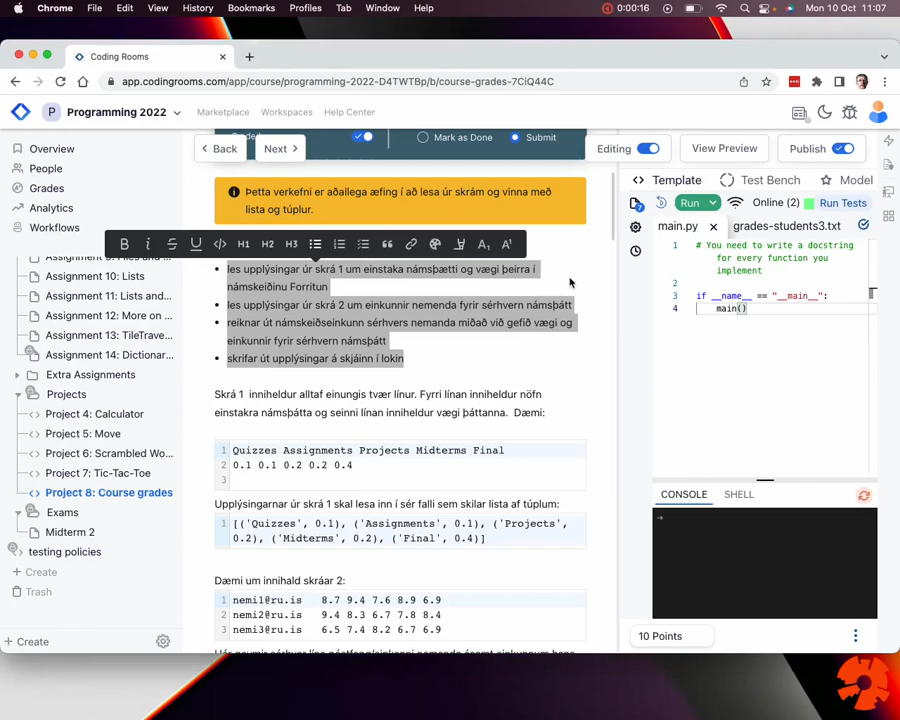 Chrome File Edit View History Bookmarks Profiles Tab Window Help 0:00:16 Mon 10 Oct 11:07
Coding Rooms
app.codingrooms.com/app/course/programming-2022-D4TWTBp/b/course-grades-7CiQ44C
P Programming 2022 Marketplace Workspaces Help Center
Overview
People
Grades
Analytics
Workflows
Assignment 10: Lists
Assignment 11: Lists and...
Assignment 12: More on ...
Assignment 13: TileTrave...
Assignment 14: Dictionar...
Extra Assignments
Projects
Project 4: Calculator
Project 5: Move
Project 6: Scrambled Wo...
Project 7: Tic-Tac-Toe
Project 8: Course grades
Exams
Midterm 2
testing policies
Create
Trash
Create
Mark as Done Submit
Back Next
Editing View Preview Publish
Þetta verkefni er aðallega æfing í að lesa úr skrám og vinna með
lista og túplur.
B i S U H1 H2 H3
les upplýsingar úr skrá 1 um einstaka námsþætti og vægi þeirra í
námskeiðinu Forritun
les upplýsingar úr skrá 2 um einkunnir nemenda fyrir sérhvern námsþátt
reiknar út námskeiðseinkunn sérhvers nemanda miðað við gefið vægi og
einkunnir fyrir sérhvern námsþátt
skrifar út upplýsingar á skjáinn í lokin
Skrá 1 inniheldur alltaf einungis tvær línur. Fyrri línan inniheldur nöfn
einstakra námsþátta og seinni línan inniheldur vægi þáttanna. Dæmi:
1 Quizzes Assignments Projects Midterms Final
2 0.1 0.1 0.2 0.2 0.4
3
Upplýsingarnar úr skrá 1 skal lesa inn í sér falli sem skilar lista af túplum:
1 [('Quizzes', 0.1), ('Assignments', 0.1), ('Projects',
0.2), ('Midterms', 0.2), ('Final', 0.4)]
Dæmi um innihald skráar 2:
1 nemi1@ru.is 8.7 9.4 7.6 8.9 6.9
2 nemi2@ru.is 9.4 8.3 6.7 7.8 8.4
3 nemi3@ru.is 6.5 7.4 8.2 6.7 6.9
Template Test Bench Model
Run Online (2) Run Tests
main.py grades-students3.txt
1 # You need to write a docstring
for every function you
implement
2
3 if __name__ == "__main__":
4 main()
CONSOLE SHELL
10 Points